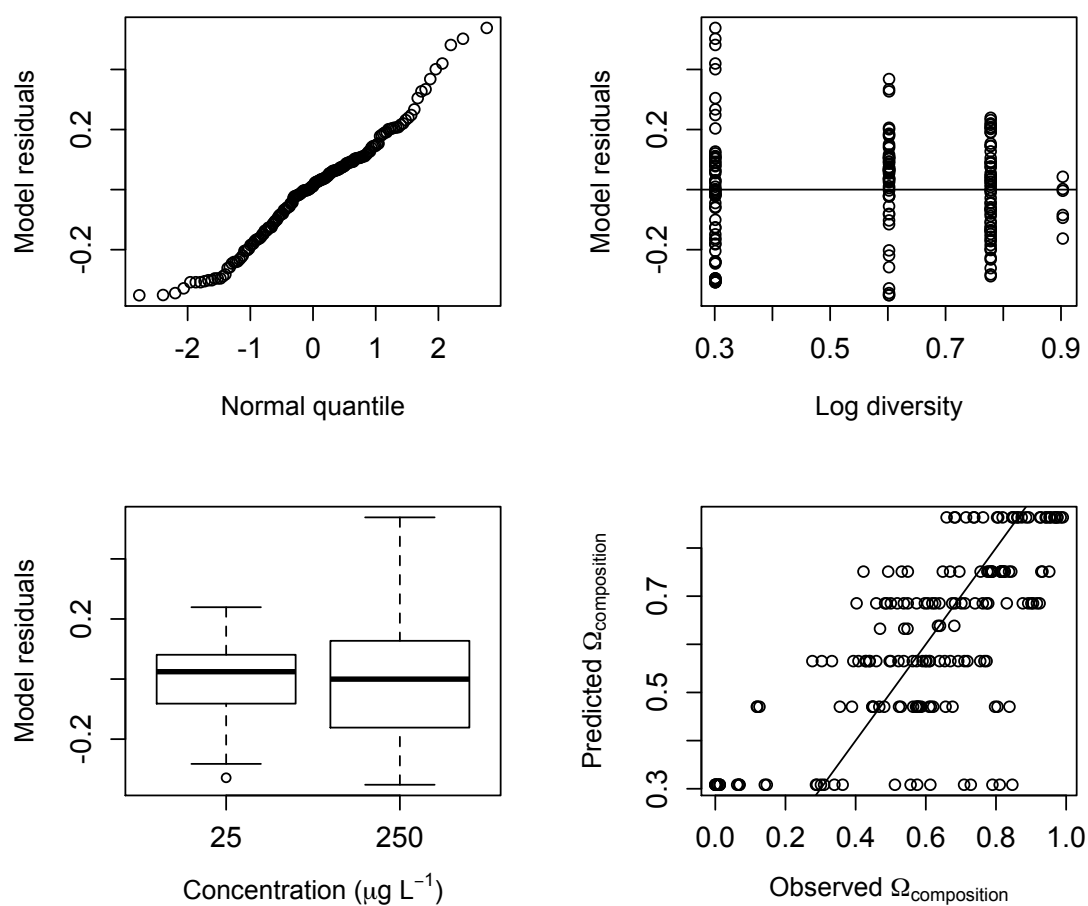 Model residuals
0.2
-0.2
-2 -1 0 1 2
Normal quantile
Model residuals
0.2
-0.2
0.3 0.5 0.7 0.9
Log diversity
Model residuals
0.2
-0.2
25 250
Concentration (μg L⁻¹)
Predicted Ω_composition
0.7
0.5
0.3
0.0 0.2 0.4 0.6 0.8 1.0
Observed Ω_composition